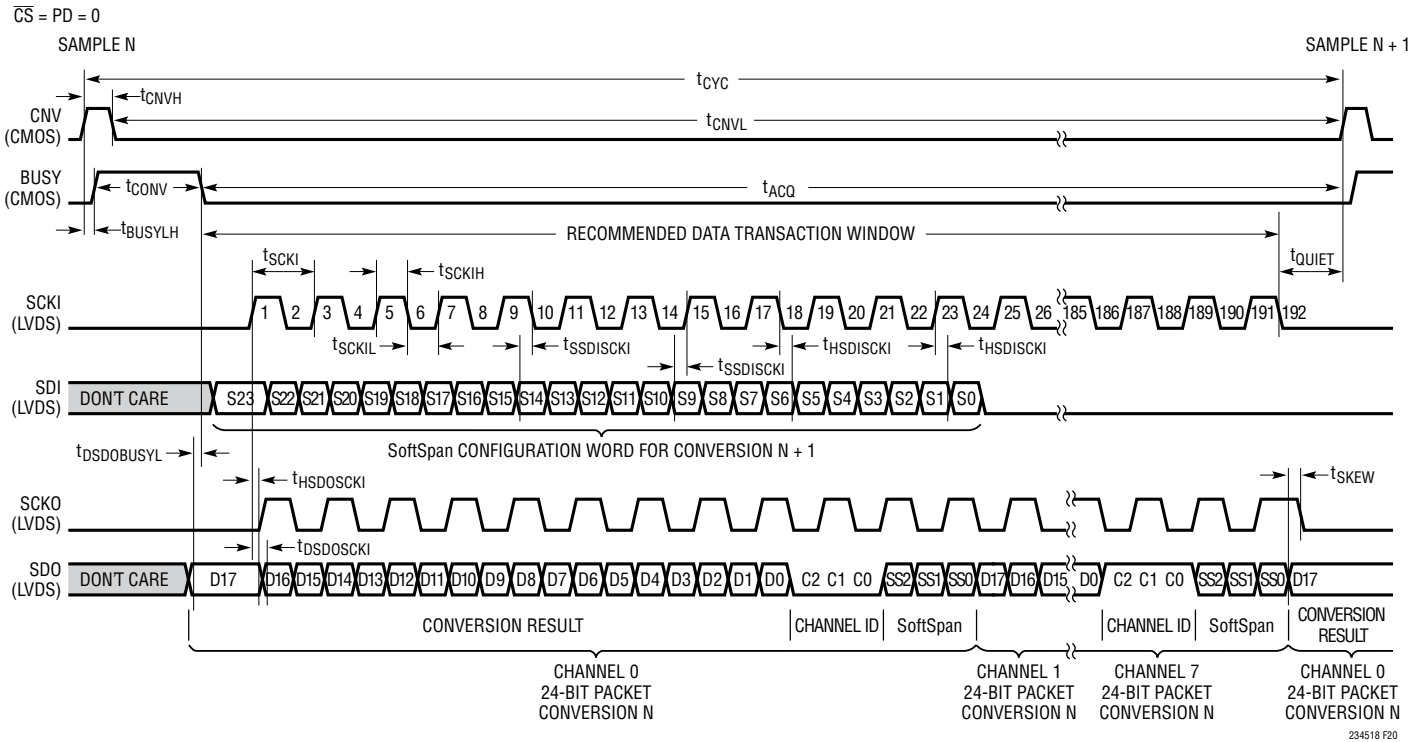 CS = PD = 0
SAMPLE N
SAMPLE N + 1
tCYC
tCNVH
CNV
(CMOS)
tCNVL
BUSY
(CMOS)
tCONV
tACQ
tBUSYLH
RECOMMENDED DATA TRANSACTION WINDOW
tQUIET
tSCKI
tSCKIH
SCKI
(LVDS)
1 2 3 4 5 6 7 8 9 10 11 12 13 14 15 16 17 18 19 20 21 22 23 24 25 26 185 186 187 188 189 190 191 192
tSCKIL
tSSDISCKI
tSSDISCKI
tHSDISCKI
tHSDISCKI
SDI
(LVDS)
DON'T CARE
S23 S22 S21 S20 S19 S18 S17 S16 S15 S14 S13 S12 S11 S10 S9 S8 S7 S6 S5 S4 S3 S2 S1 S0
SoftSpan CONFIGURATION WORD FOR CONVERSION N + 1
tDSDOBUSYL
tHSDOSCKI
tSKEW
SCKO
(LVDS)
tDSDOSCKI
SDO
(LVDS)
DON'T CARE
D17 D16 D15 D14 D13 D12 D11 D10 D9 D8 D7 D6 D5 D4 D3 D2 D1 D0 C2 C1 C0 SS2 SS1 SS0 D17 D16 D15 D0 C2 C1 C0 SS2 SS1 SS0 D17
CONVERSION RESULT
CHANNEL ID
SoftSpan
CHANNEL ID
SoftSpan
CONVERSION
RESULT
CHANNEL 0
24-BIT PACKET
CONVERSION N
CHANNEL 1
24-BIT PACKET
CONVERSION N
CHANNEL 7
24-BIT PACKET
CONVERSION N
CHANNEL 0
24-BIT PACKET
CONVERSION N
234518 F20